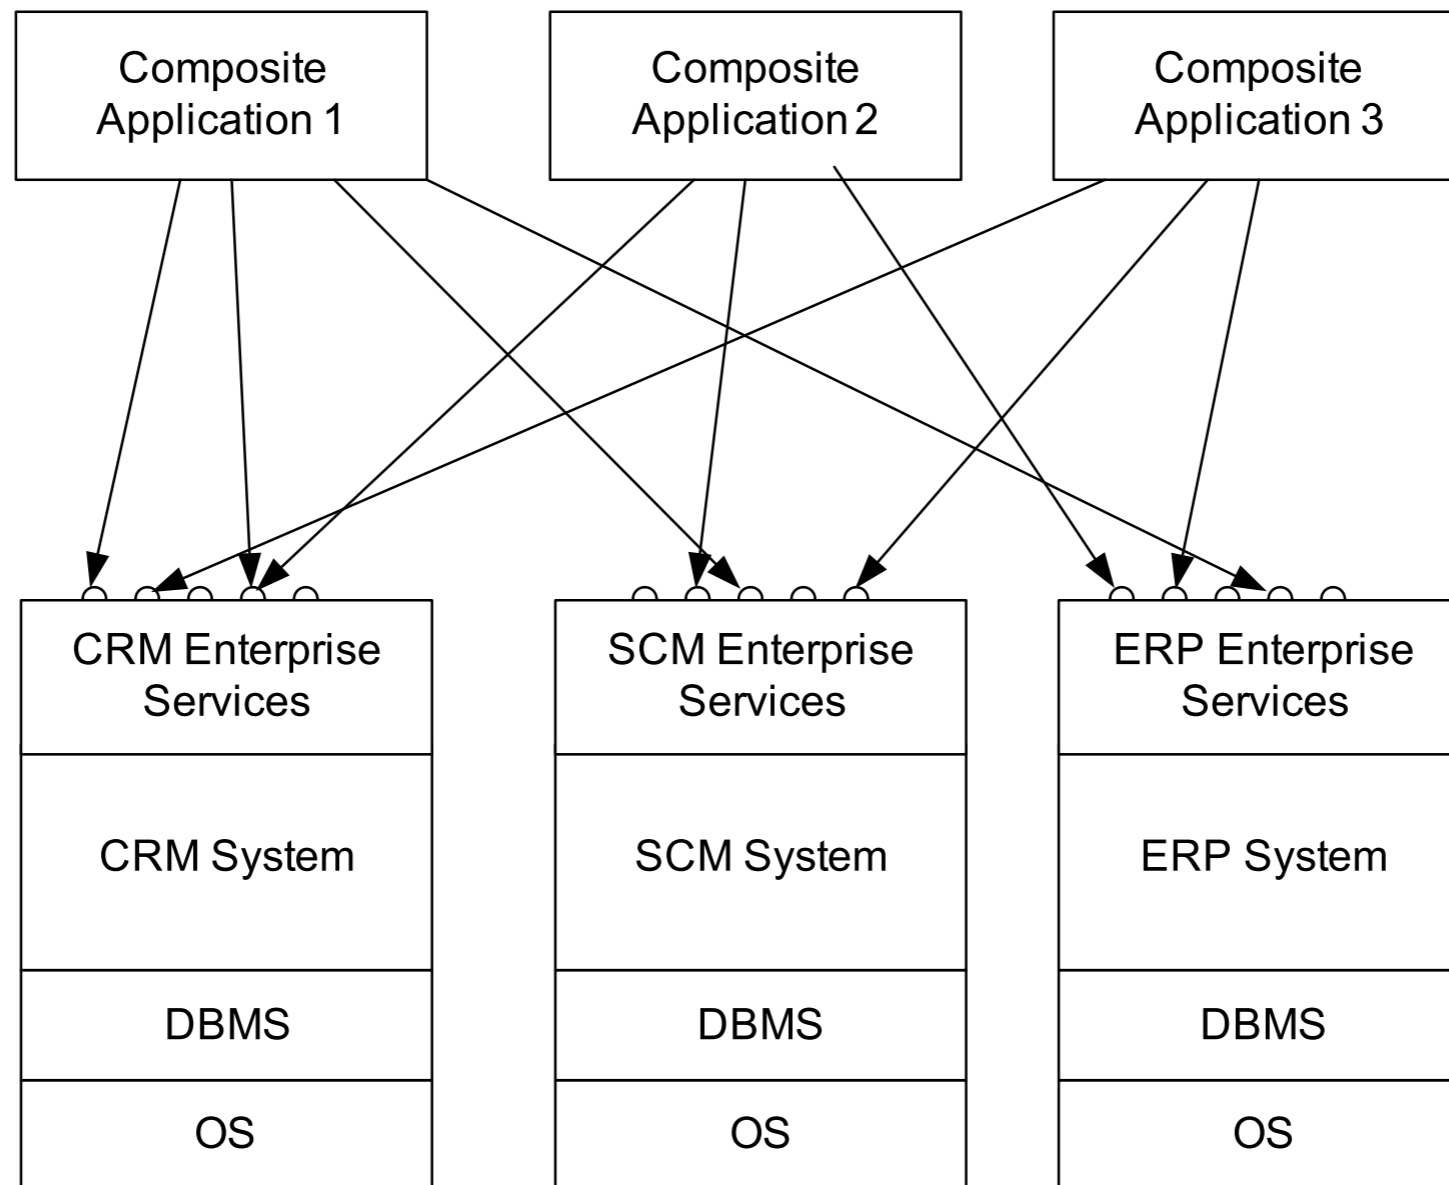 Composite
Application 1
Composite
Application 2
Composite
Application 3
CRM Enterprise
Services
SCM Enterprise
Services
ERP Enterprise
Services
CRM System
SCM System
ERP System
DBMS
DBMS
DBMS
OS
OS
OS